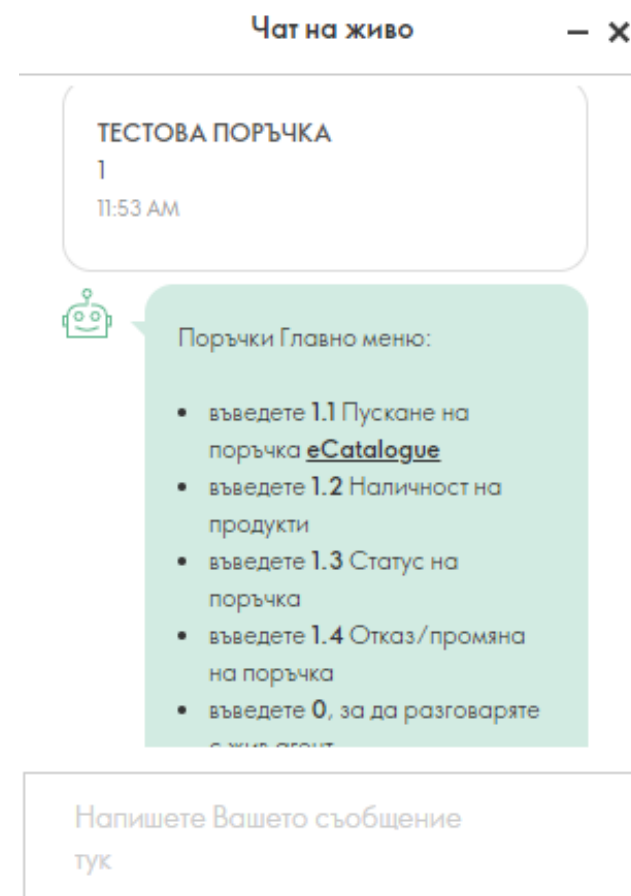 Чат на живо
ТЕСТОВА ПОРЪЧКА
1
11:53 AM
Поръчки Главно меню:
въведете 1.1 Пускане на
поръчка eCatalogue
въведете 1.2 Наличност на
продукти
въведете 1.3 Статус на
поръчка
въведете 1.4 Отказ/промяна
на поръчка
въведете 0, за да разговаряте
с жив агент
Напишете Вашето съобщение
тук